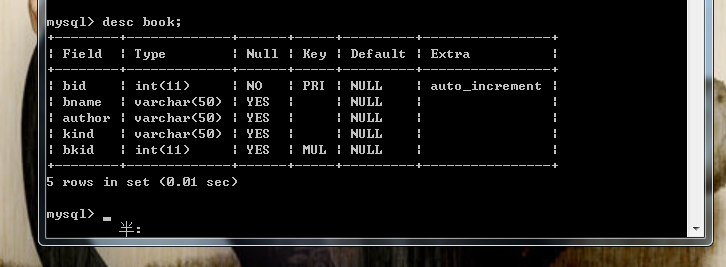 mysql> desc book;
+--------+-------------+------+-----+---------+----------------+
| Field  | Type        | Null | Key | Default | Extra          |
+--------+-------------+------+-----+---------+----------------+
| bid    | int(11)     | NO   | PRI | NULL    | auto_increment |
| bname  | varchar(50) | YES  |     | NULL    |                |
| author | varchar(50) | YES  |     | NULL    |                |
| kind   | varchar(50) | YES  |     | NULL    |                |
| bkid   | int(11)     | YES  | MUL | NULL    |                |
+--------+-------------+------+-----+---------+----------------+
5 rows in set (0.01 sec)
mysql> _
半: